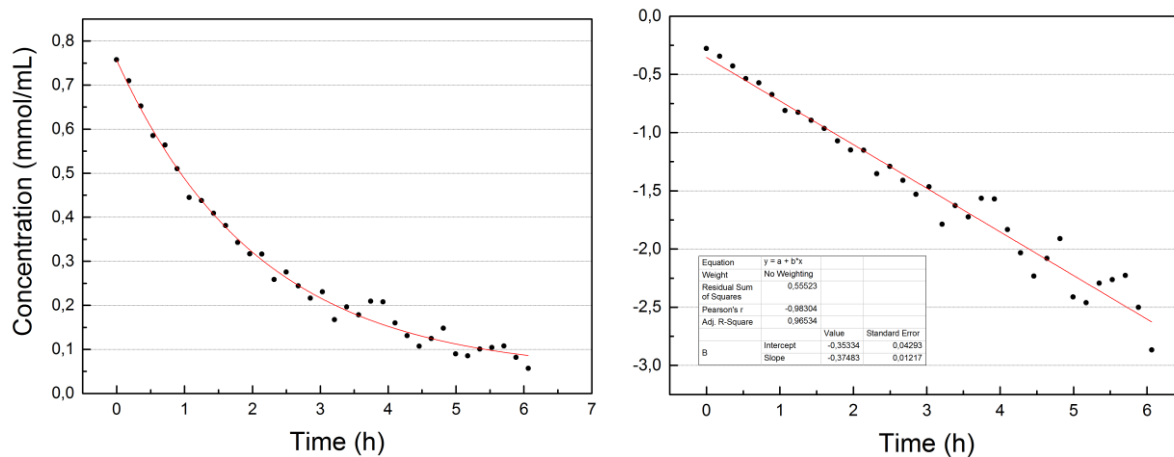 Concentration (mmol/mL)
0,8
0,7
0,6
0,5
0,4
0,3
0,2
0,1
0,0
0 1 2 3 4 5 6 7
Time (h)
0,0
-0,5
-1,0
-1,5
-2,0
-2,5
-3,0
Equation y = a + b*x
Weight No Weighting
Residual Sum of Squares 0,55523
Pearson's r -0,98304
Adj. R-Square 0,96534
Value Standard Error
B Intercept -0,35334 0,04293
Slope -0,37483 0,01217
0 1 2 3 4 5 6
Time (h)